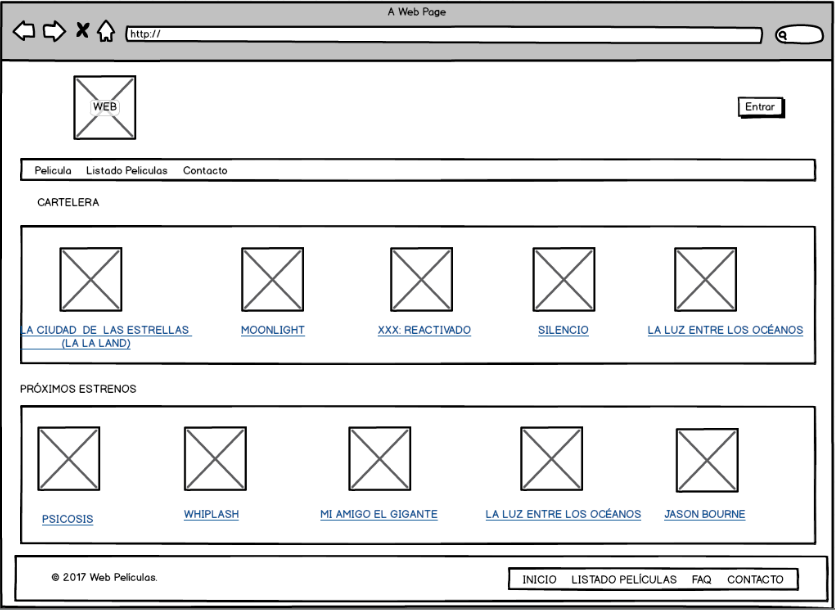 A Web Page
http://
WEB
Entrar
Pelicula Listado Peliculas Contacto
CARTELERA
LA CIUDAD DE LAS ESTRELLAS
(LA LA LAND)
MOONLIGHT
XXX: REACTIVADO
SILENCIO
LA LUZ ENTRE LOS OCÉANOS
PRÓXIMOS ESTRENOS
PSICOSIS
WHIPLASH
MI AMIGO EL GIGANTE
LA LUZ ENTRE LOS OCÉANOS
JASON BOURNE
© 2017 Web Peliculas.
INICIO LISTADO PELÍCULAS FAQ CONTACTO